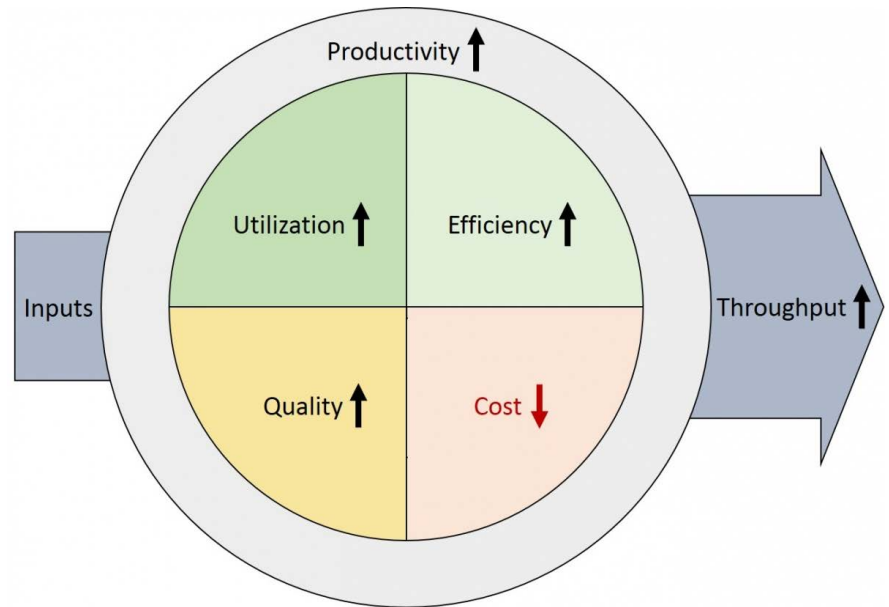 Productivity
Utilization
Efficiency
Inputs
Throughput
Quality
Cost